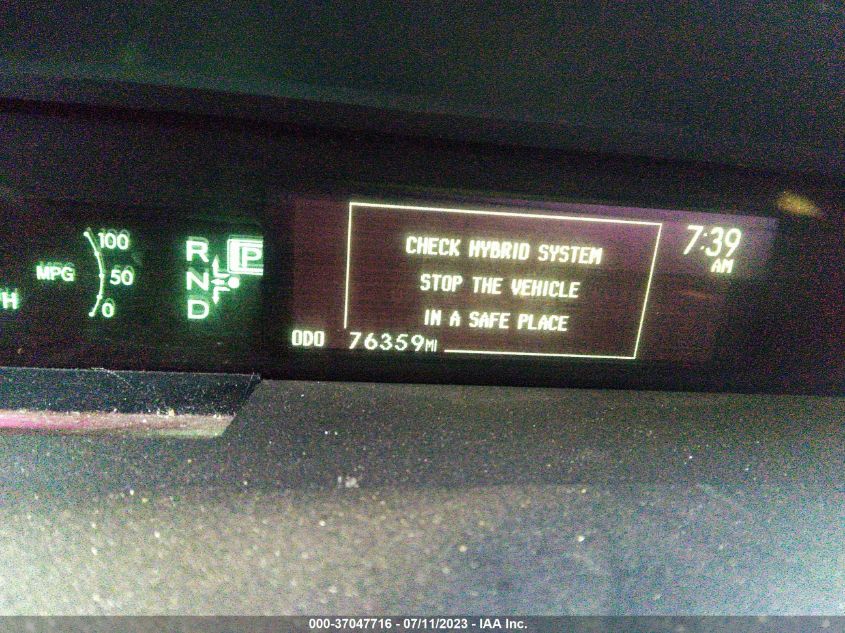 100
MPG
50
0
H
R
N
D
P
CHECK HYBRID SYSTEM
STOP THE VEHICLE
IN A SAFE PLACE
7:39
AM
ODO 76359MI
000-37047716 - 07/11/2023 - IAA Inc.